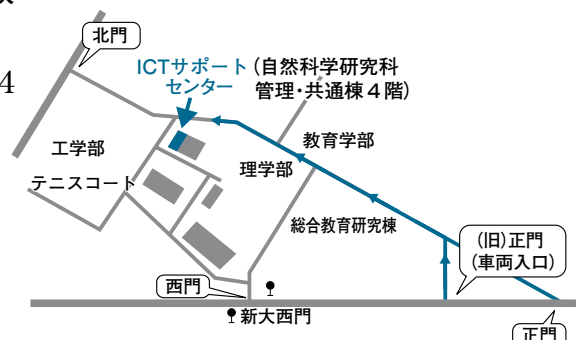 北門
4
ICTサポート
センター
(自然科学研究科
管理・共通棟４階)
工学部
教育学部
理学部
テニスコート
総合教育研究棟
(旧)正門
(車両入口)
西門
新大西門
正門